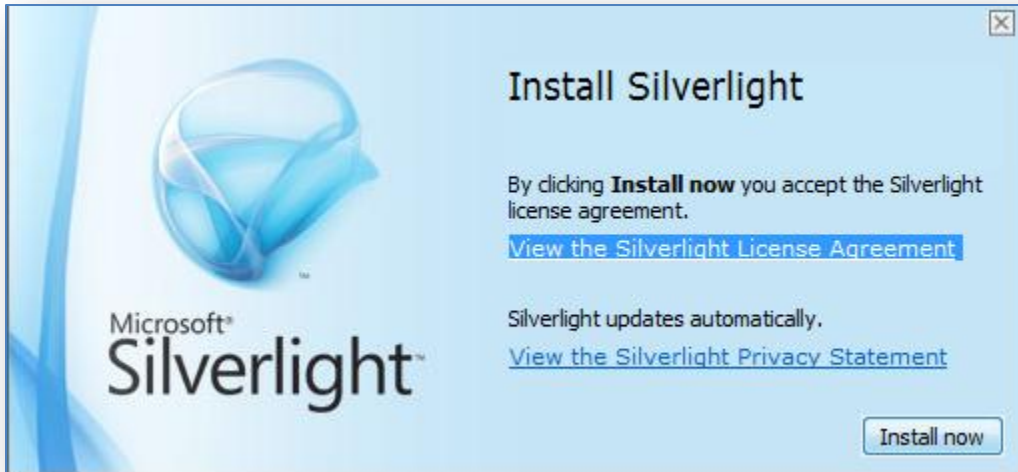 Install Silverlight
By clicking Install now you accept the Silverlight
license agreement.
View the Silverlight License Agreement
Microsoft®
Silverlight™
Silverlight updates automatically.
View the Silverlight Privacy Statement
Install now